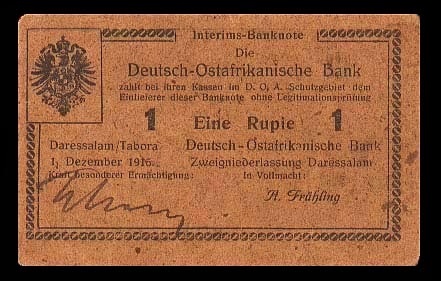 Interims-Banknote
Die
Deutsch-Ostafrikanische Bank
zahlt bei ihren Kassen im D. O. A. Schutzgebiet dem
Einlieferer dieser Banknote ohne Legitimationsprüfung
1 Eine Rupie 1
Daressalam/Tabora Deutsch-Ostafrikanische Bank
1. Dezember 1916. Zweigniederlassung Daressalam
Kraft besonderer Ermächtigung: In Vollmacht:
A. Frühling